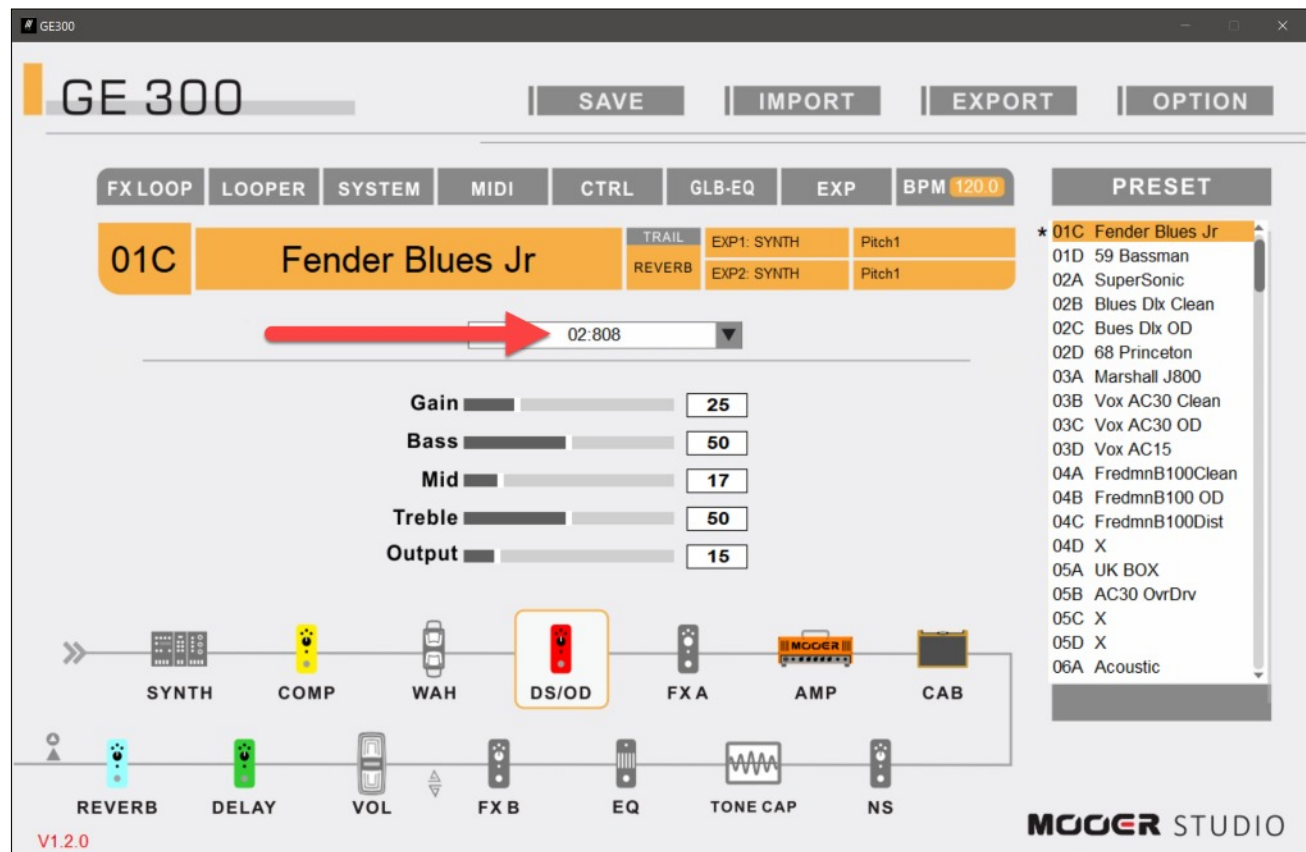 GE300
GE 300
SAVE
IMPORT
EXPORT
OPTION
FX LOOP
LOOPER
SYSTEM
MIDI
CTRL
GLB-EQ
EXP
BPM 120.0
PRESET
01C
Fender Blues Jr
TRAIL
REVERB
EXP1: SYNTH
Pitch1
EXP2: SYNTH
Pitch1
* 01C Fender Blues Jr
01D 59 Bassman
02A SuperSonic
02B Blues Dlx Clean
02C Bues Dlx OD
02D 68 Princeton
03A Marshall J800
03B Vox AC30 Clean
03C Vox AC30 OD
03D Vox AC15
04A FredmnB100Clean
04B FredmnB100 OD
04C FredmnB100Dist
04D X
05A UK BOX
05B AC30 OvrDrv
05C X
05D X
06A Acoustic
02:808
Gain 25
Bass 50
Mid 17
Treble 50
Output 15
MOOER
SYNTH
COMP
WAH
DS/OD
FX A
AMP
CAB
REVERB
DELAY
VOL
FX B
EQ
TONE CAP
NS
V1.2.0
MOOER STUDIO